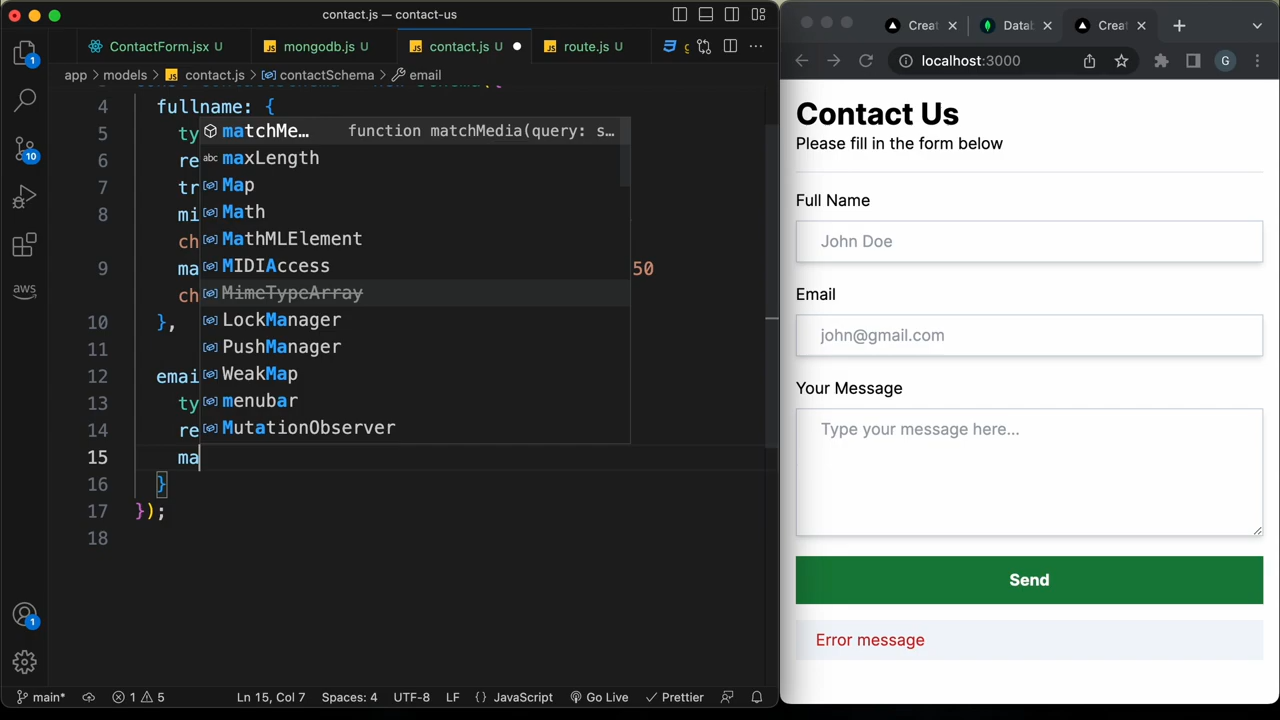 contact.js — contact-us
ContactForm.jsx U
mongodb.js U
contact.js U
route.js U
app > models > contact.js > contactSchema > email
4 fullname: {
5 ty
6 re
7 tr
8 mi
ch
9 ma 50
ch
10 },
11
12 emai
13 ty
14 re
15 ma
16 }
17 });
18
matchMe… function matchMedia(query: s…
maxLength
Map
Math
MathMLElement
MIDIAccess
MimeTypeArray
LockManager
PushManager
WeakMap
menubar
MutationObserver
1
10
aws
1
main* 1 5 Ln 15, Col 7 Spaces: 4 UTF-8 LF {} JavaScript Go Live Prettier
Creat
Datab
Creat
localhost:3000
G
Contact Us
Please fill in the form below
Full Name
John Doe
Email
john@gmail.com
Your Message
Type your message here...
Send
Error message